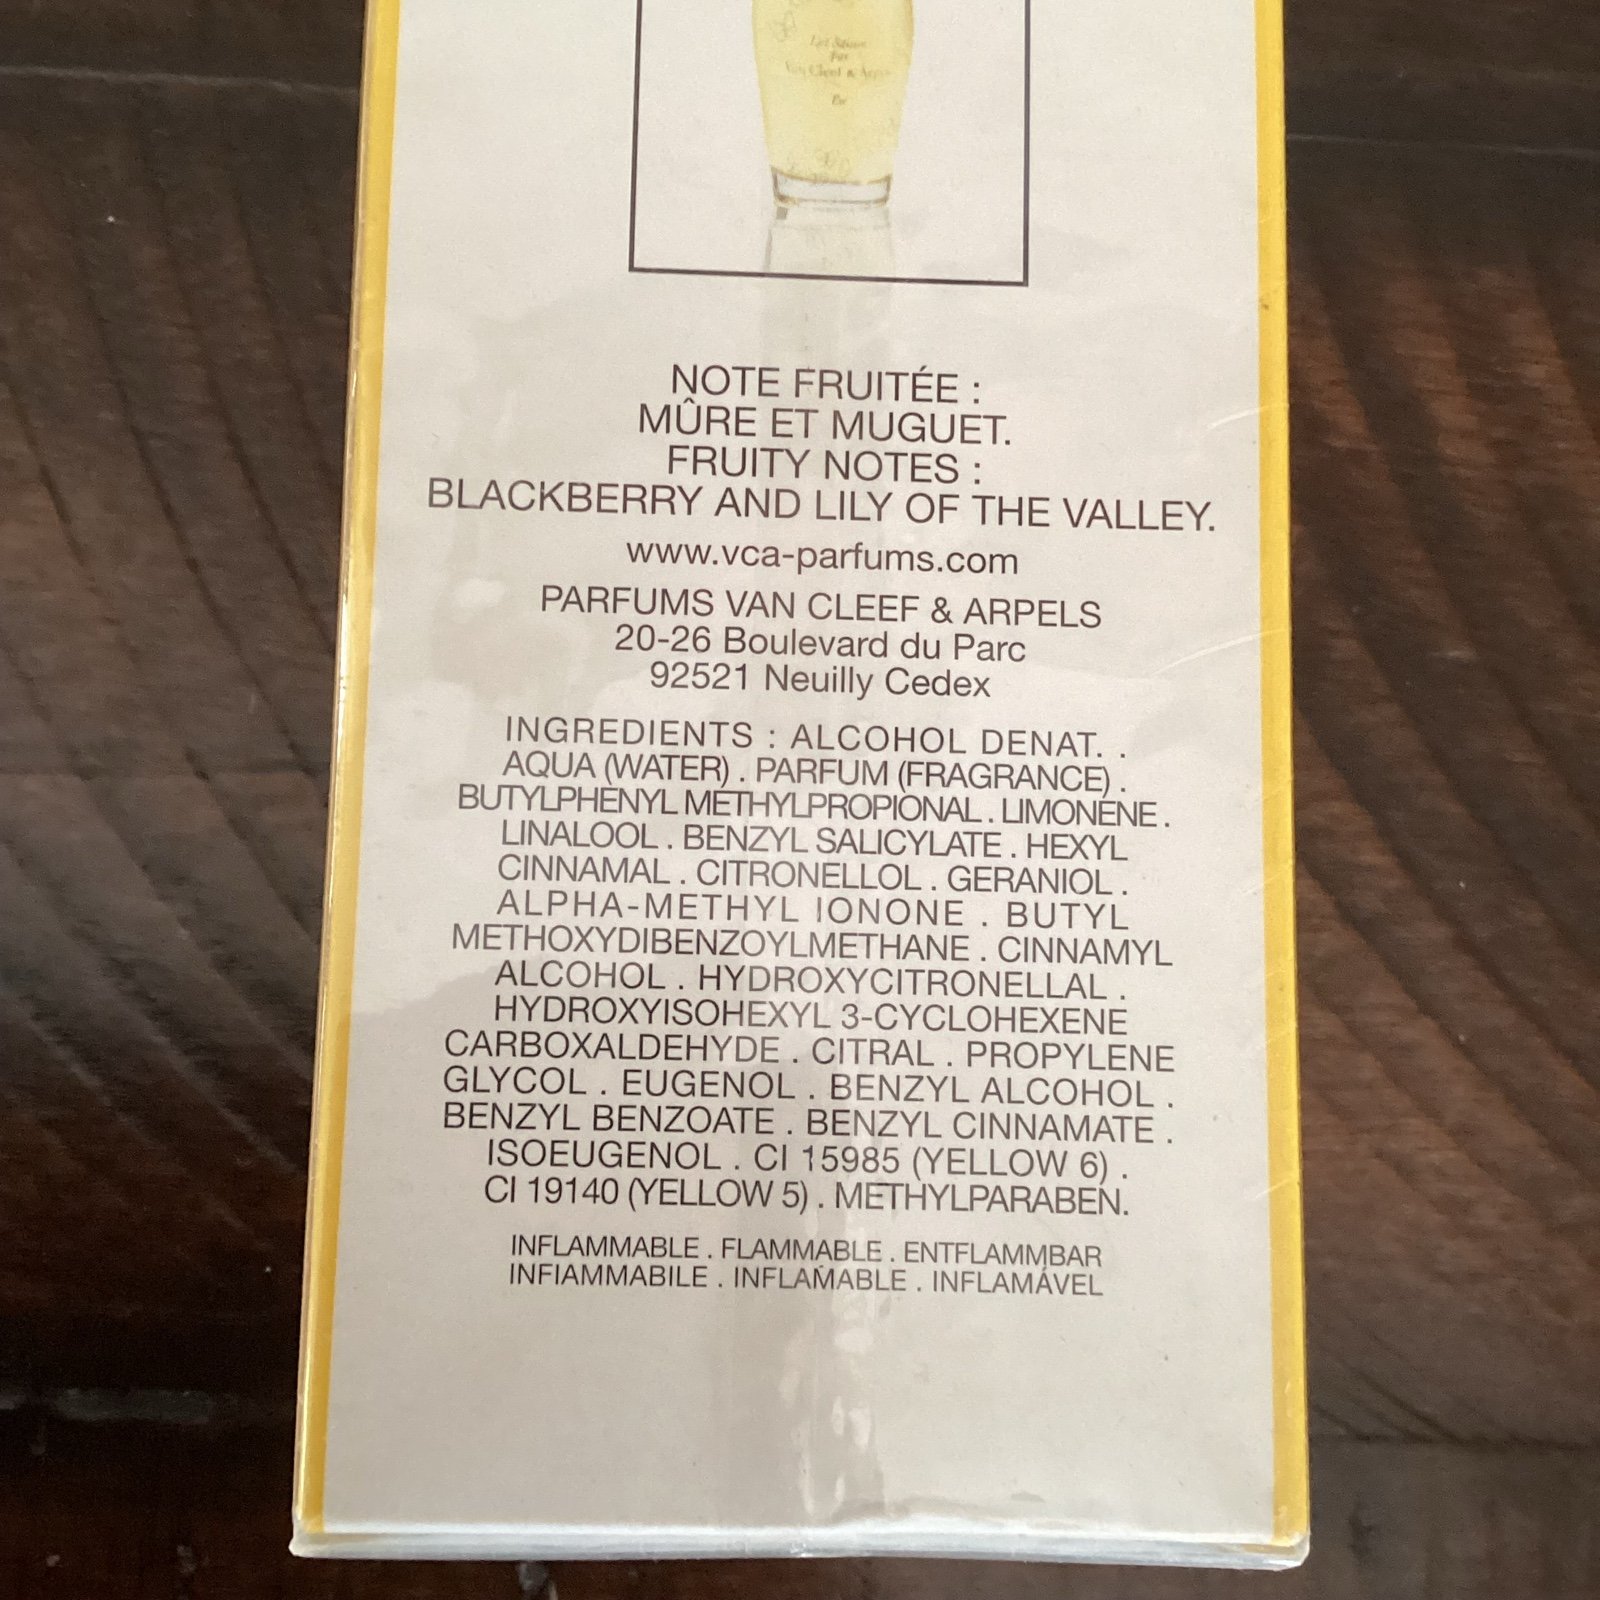 Van Cleef & Arpels
NOTE FRUITÉE :
MÛRE ET MUGUET.
FRUITY NOTES :
BLACKBERRY AND LILY OF THE VALLEY.
www.vca-parfums.com
PARFUMS VAN CLEEF & ARPELS
20-26 Boulevard du Parc
92521 Neuilly Cedex
INGREDIENTS : ALCOHOL DENAT. .
AQUA (WATER) . PARFUM (FRAGRANCE) .
BUTYLPHENYL METHYLPROPIONAL . LIMONENE .
LINALOOL . BENZYL SALICYLATE . HEXYL
CINNAMAL . CITRONELLOL . GERANIOL .
ALPHA-METHYL IONONE . BUTYL
METHOXYDIBENZOYLMETHANE . CINNAMYL
ALCOHOL . HYDROXYCITRONELLAL .
HYDROXYISOHEXYL 3-CYCLOHEXENE
CARBOXALDEHYDE . CITRAL . PROPYLENE
GLYCOL . EUGENOL . BENZYL ALCOHOL .
BENZYL BENZOATE . BENZYL CINNAMATE .
ISOEUGENOL . CI 15985 (YELLOW 6) .
CI 19140 (YELLOW 5) . METHYLPARABEN.
INFLAMMABLE . FLAMMABLE . ENTFLAMMBAR
INFIAMMABILE . INFLAMABLE . INFLAMÁVEL